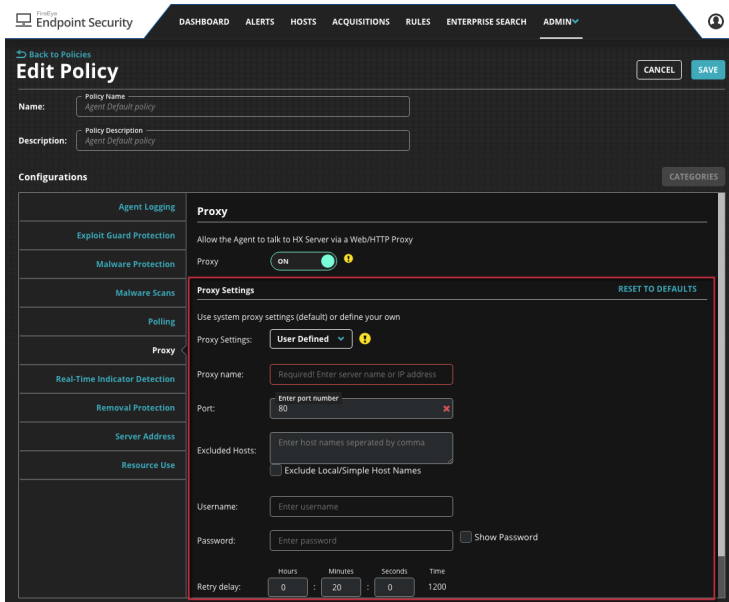 FireEye
Endpoint Security
DASHBOARD ALERTS HOSTS ACQUISITIONS RULES ENTERPRISE SEARCH ADMIN
Back to Policies
Edit Policy
CANCEL SAVE
Policy Name
Name: Agent Default policy
Policy Description
Description: Agent Default policy
Configurations
CATEGORIES
Agent Logging
Exploit Guard Protection
Malware Protection
Malware Scans
Polling
Proxy
Real-Time Indicator Detection
Removal Protection
Server Address
Resource Use
Proxy
Allow the Agent to talk to HX Server via a Web/HTTP Proxy
Proxy ON
Proxy Settings RESET TO DEFAULTS
Use system proxy settings (default) or define your own
Proxy Settings: User Defined
Proxy name: Required! Enter server name or IP address
Enter port number
Port: 80
Excluded Hosts: Enter host names seperated by comma
Exclude Local/Simple Host Names
Username: Enter username
Password: Enter password Show Password
Hours Minutes Seconds Time
Retry delay: 0 : 20 : 0 1200